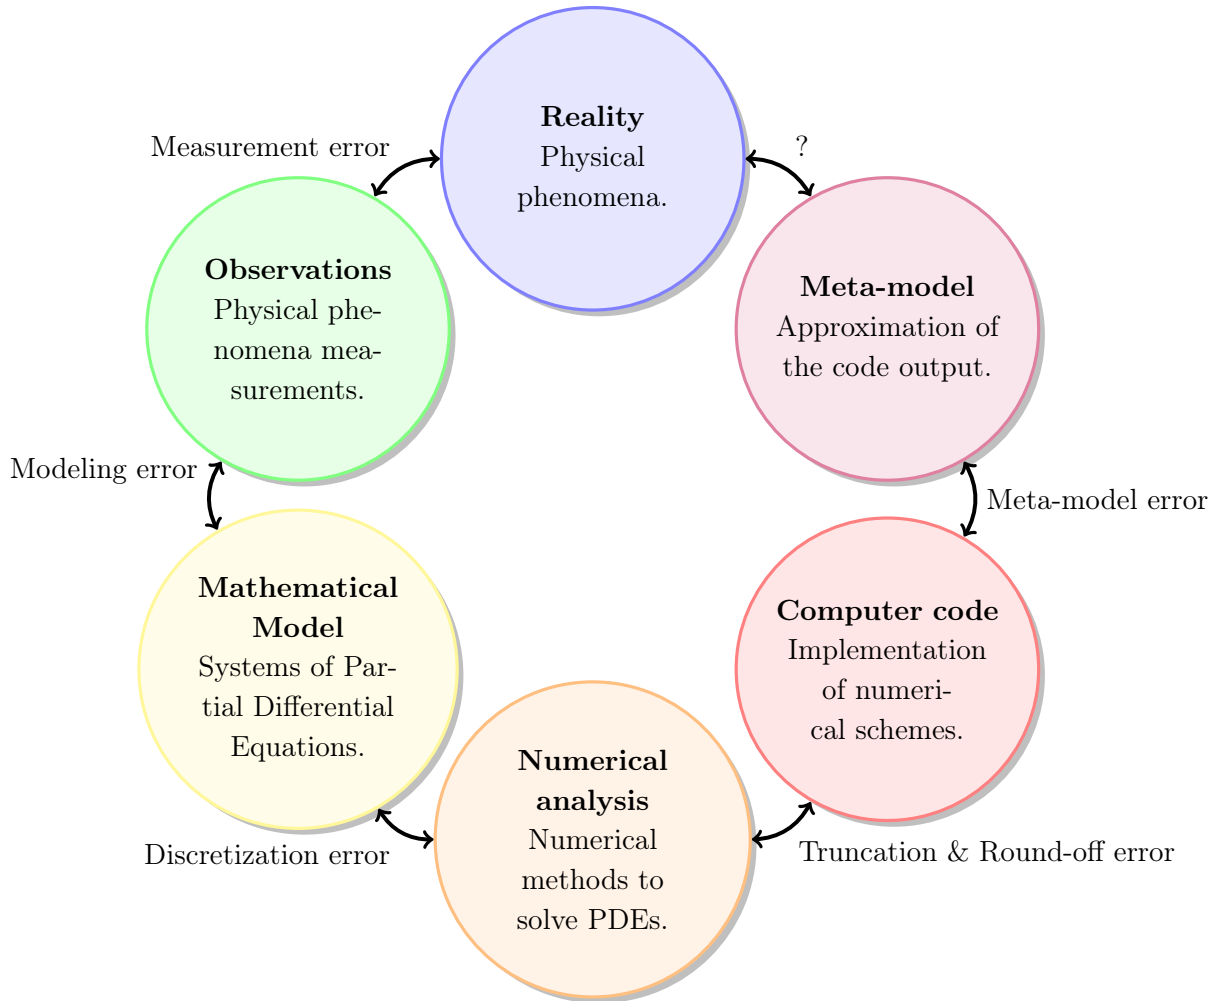 Reality
Physical
phenomena.
Measurement error
?
Observations
Physical phe-
nomena mea-
surements.
Meta-model
Approximation of
the code output.
Modeling error
Meta-model error
Mathematical
Model
Systems of Par-
tial Differential
Equations.
Computer code
Implementation
of numeri-
cal schemes.
Numerical
analysis
Numerical
methods to
solve PDEs.
Discretization error
Truncation & Round-off error